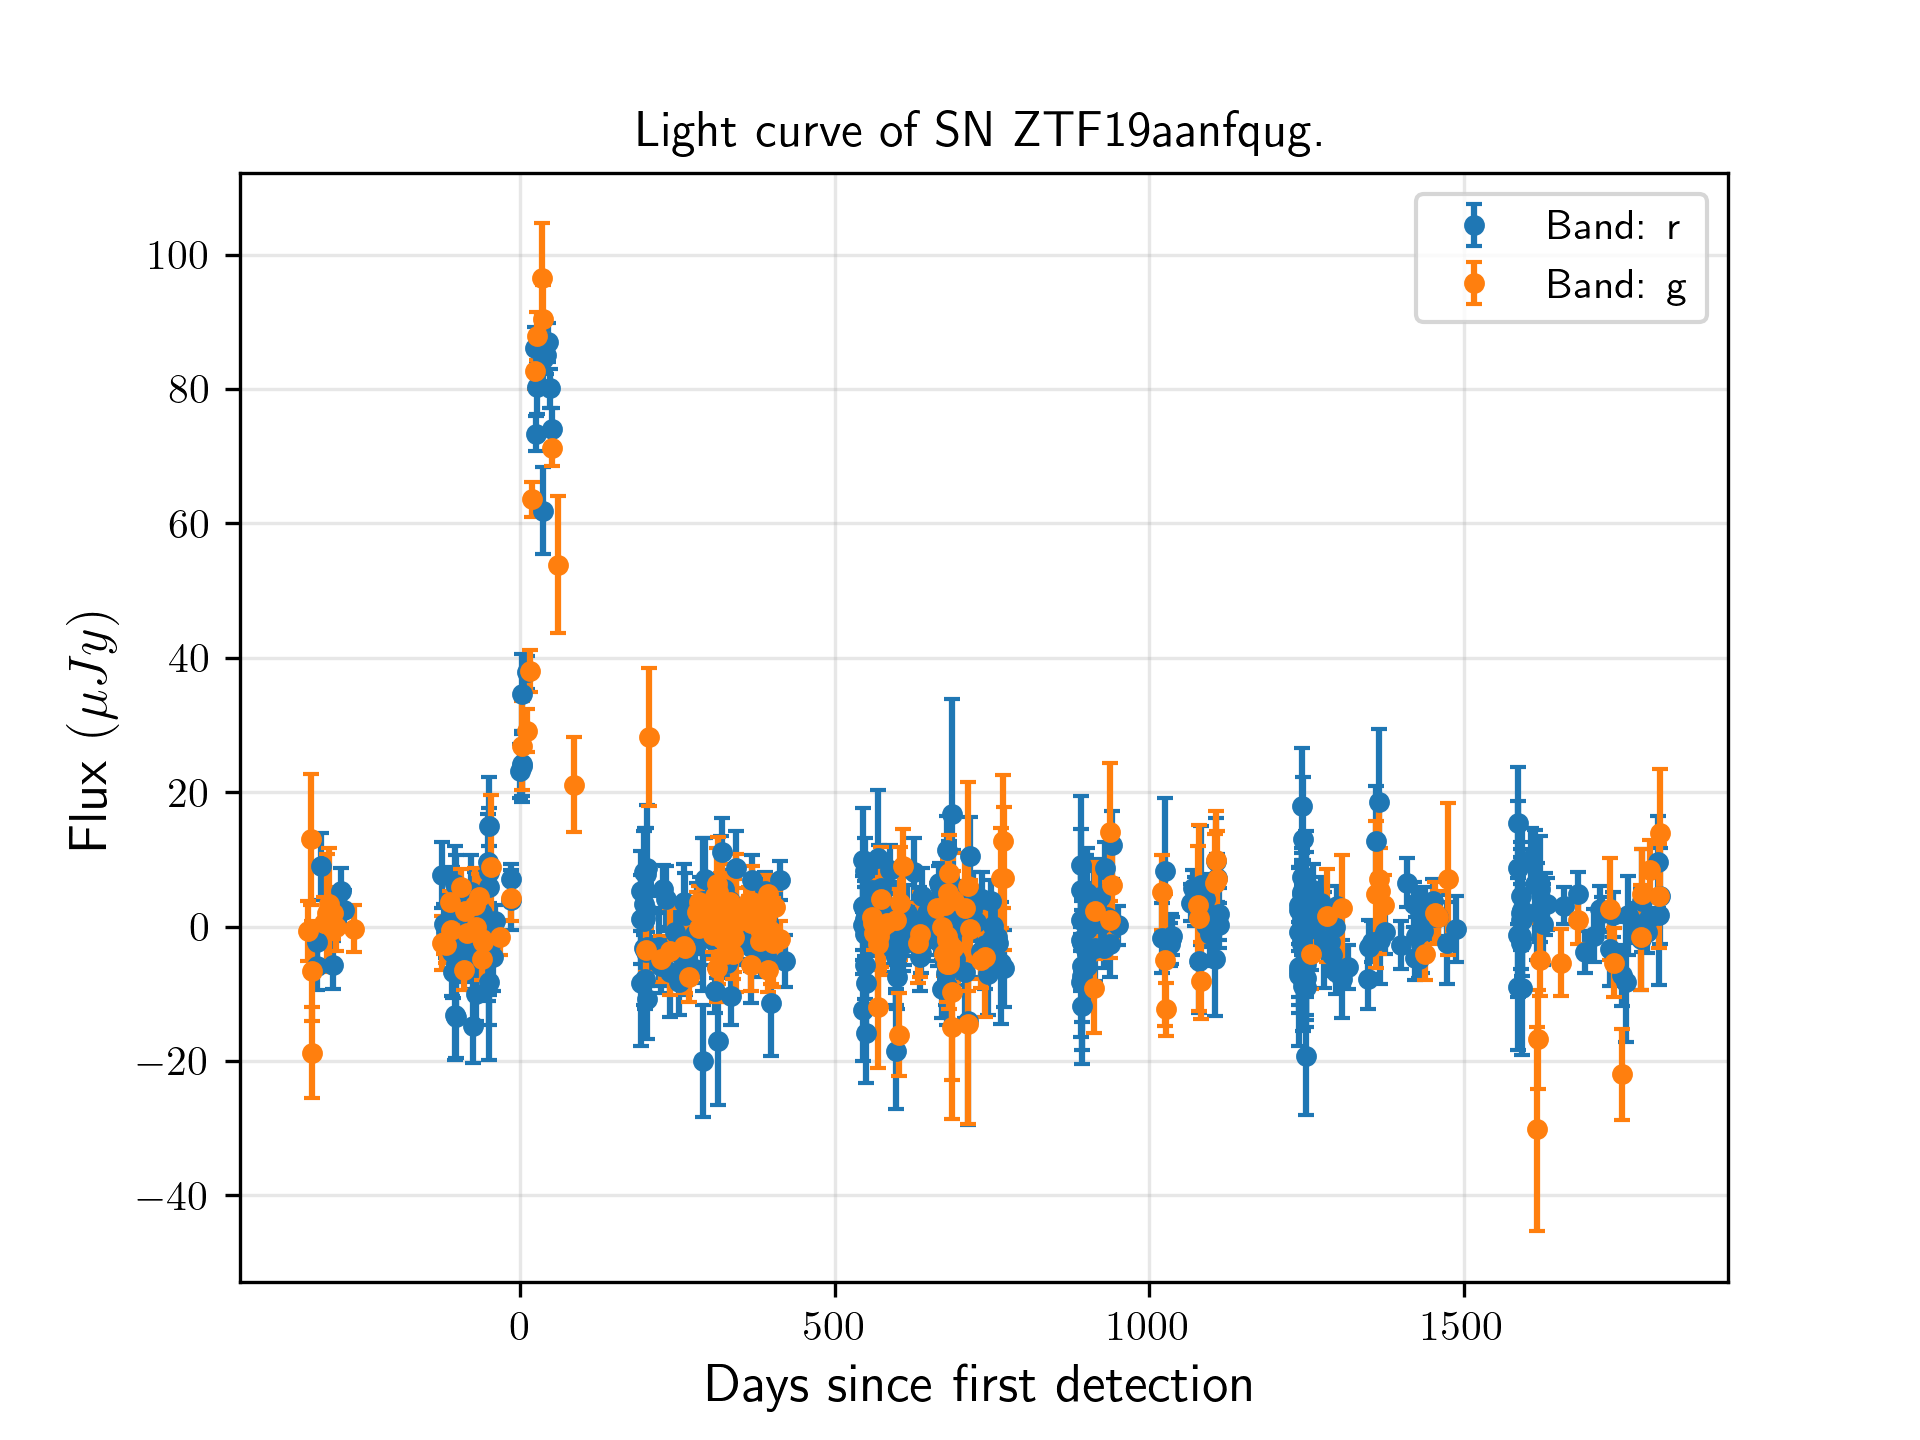 Light curve of SN ZTF19aanfqug.
Band: r
Band: g
100
80
60
40
20
0
−20
−40
Flux (μJy)
0 500 1000 1500
Days since first detection